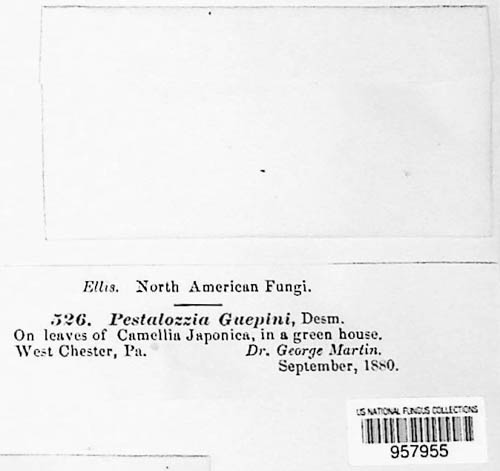 Ellis. North American Fungi.
526. Pestalozzia Guepini, Desm.
On leaves of Camellia Japonica, in a green house.
West Chester, Pa. Dr. George Martin.
September, 1880.
US NATIONAL FUNGUS COLLECTIONS
957955